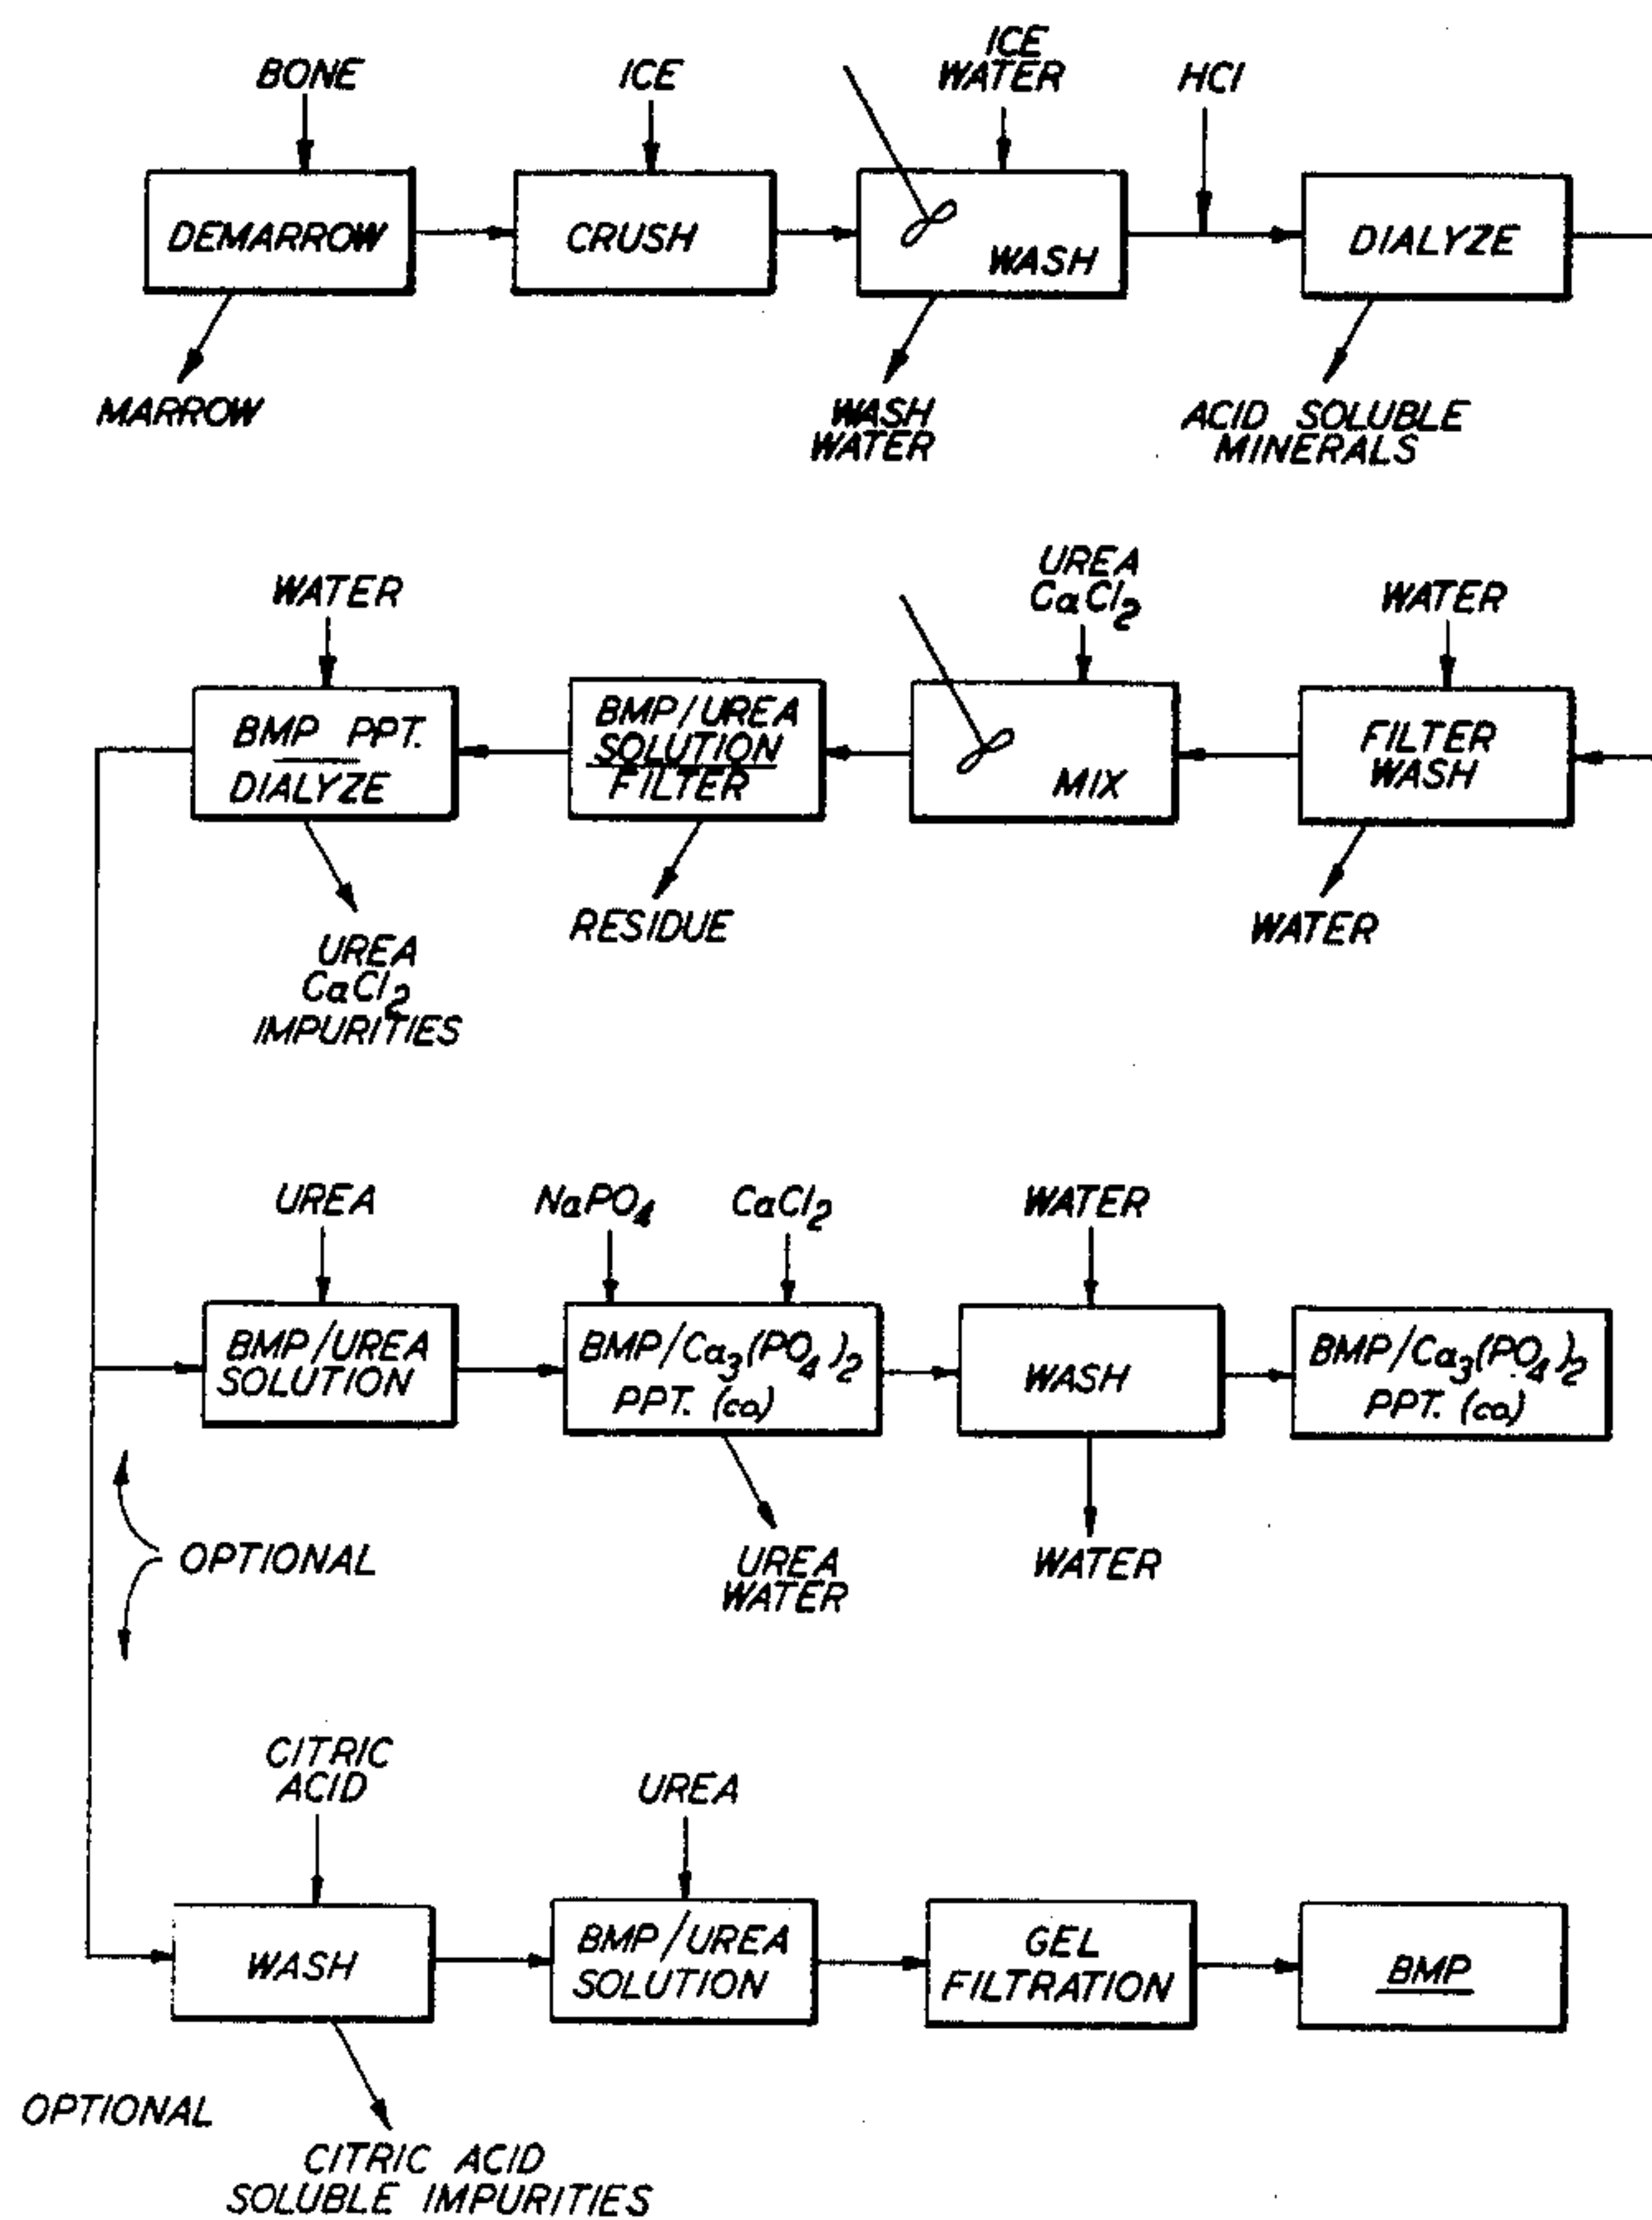 BONE
ICE
ICE
WATER
HCl
DEMARROW
CRUSH
WASH
DIALYZE
MARROW
WASH
WATER
ACID SOLUBLE
MINERALS
WATER
UREA
CaCl2
WATER
BMP PPT.
DIALYZE
BMP/UREA
SOLUTION
FILTER
MIX
FILTER
WASH
UREA
CaCl2
IMPURITIES
RESIDUE
WATER
UREA
NaPO4
CaCl2
WATER
BMP/UREA
SOLUTION
BMP/Ca3(PO4)2
PPT. (co)
WASH
BMP/Ca3(PO4)2
PPT. (co)
OPTIONAL
UREA
WATER
WATER
CITRIC
ACID
UREA
WASH
BMP/UREA
SOLUTION
GEL
FILTRATION
BMP
OPTIONAL
CITRIC ACID
SOLUBLE IMPURITIES